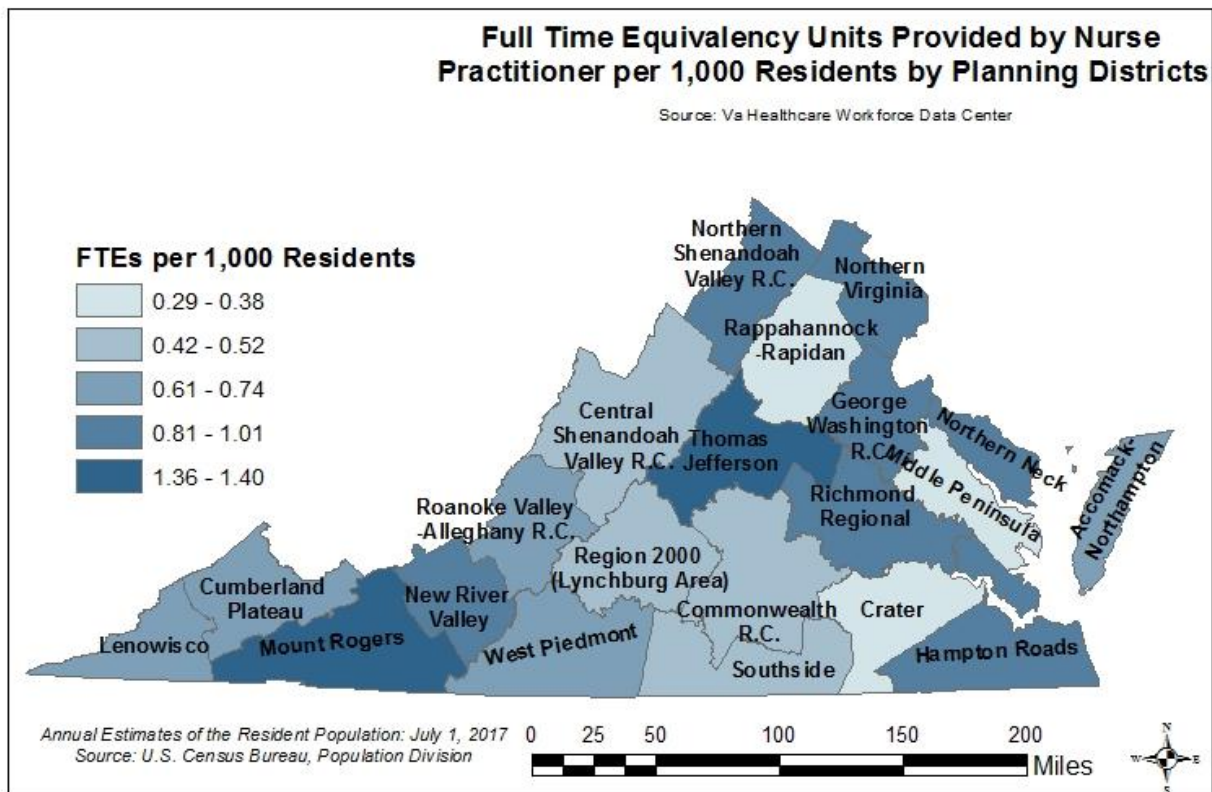 Full Time Equivalency Units Provided by Nurse
Practitioner per 1,000 Residents by Planning Districts
Source: Va Healthcare Workforce Data Center
FTEs per 1,000 Residents
0.29 - 0.38
0.42 - 0.52
0.61 - 0.74
0.81 - 1.01
1.36 - 1.40
Northern
Shenandoah
Valley R.C.
Northern
Virginia
Rappahannock
-Rapidan
Central
Shenandoah
Valley R.C.
Thomas
Jefferson
George
Washington
R.C.
Northern Neck
Middle Peninsula
Accomack-
Northampton
Roanoke Valley
-Alleghany R.C.
Richmond
Regional
Region 2000
(Lynchburg Area)
Cumberland
Plateau
New River
Valley
Commonwealth
R.C.
Crater
Lenowisco
Mount Rogers
West Piedmont
Southside
Hampton Roads
Annual Estimates of the Resident Population: July 1, 2017
Source: U.S. Census Bureau, Population Division
0 25 50 100 150 200
Miles
N
W E
S